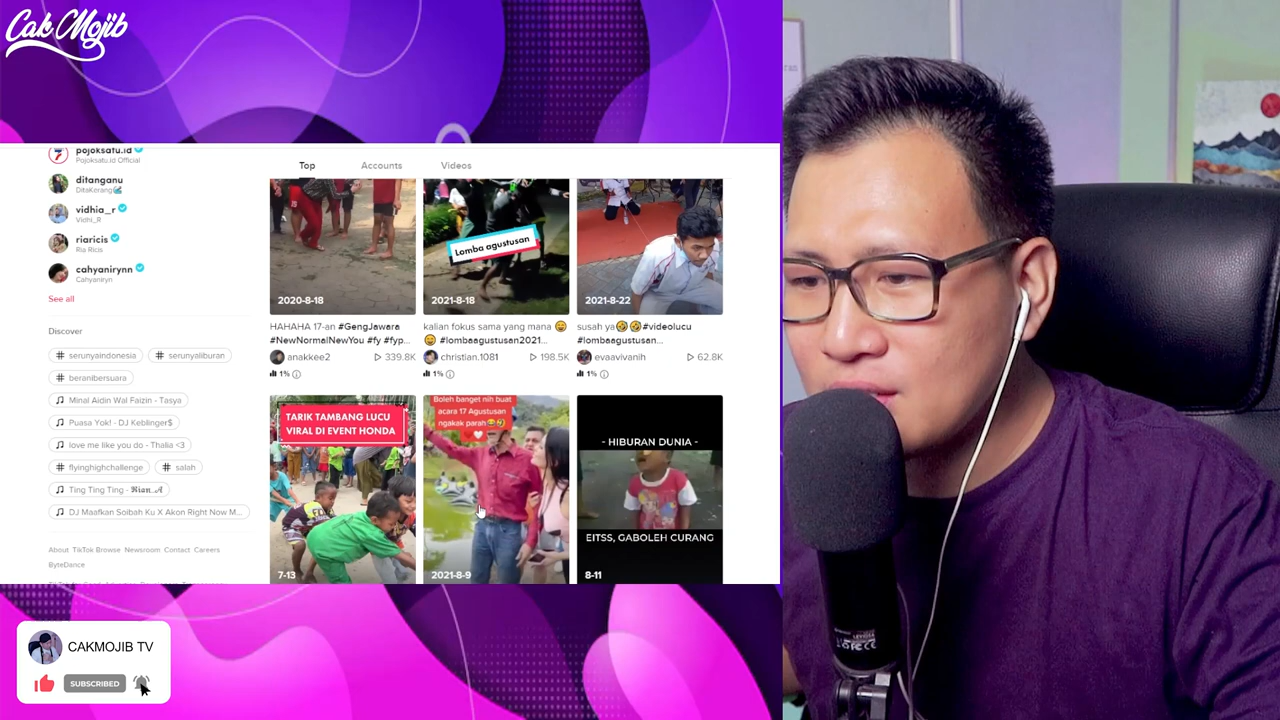 Cak Mojib
pojoksatu.id
Pojoksatu.id Official
ditanganu
DitaKerang
vidhia_r
Vidhi_R
riaricis
Ria Ricis
cahyanirynn
Cahyaniryn
See all
Discover
# serunyaindonesia
# serunyaliburan
# beranibersuara
Minal Aidin Wal Faizin - Tasya
Puasa Yok! - DJ Keblinger$
love me like you do - Thalia <3
# flyinghighchallenge
# salah
Ting Ting Ting - 𝕽𝖎𝖆𝖓_𝑨
DJ Maafkan Soibah Ku X Akon Right Now M...
About TikTok Browse Newsroom Contact Careers
ByteDance
Top Accounts Videos
2020-8-18
HAHAHA 17-an #GengJawara
#NewNormalNewYou #fy #fyp...
anakkee2 339.8K
1%
Lomba agustusan
2021-8-18
kalian fokus sama yang mana 😄
😄 #lombaagustusan2021...
christian.1081 198.5K
1%
2021-8-22
susah ya🤣🤣#videolucu
#lombaagustusan...
evaavivanih 62.8K
1%
TARIK TAMBANG LUCU
VIRAL DI EVENT HONDA
7-13
Boleh banget nih buat
acara 17 Agustusan
ngakak parah😂🤣
🤍
2021-8-9
- HIBURAN DUNIA -
EITSS, GABOLEH CURANG
8-11
CAKMOJIB TV
SUBSCRIBED